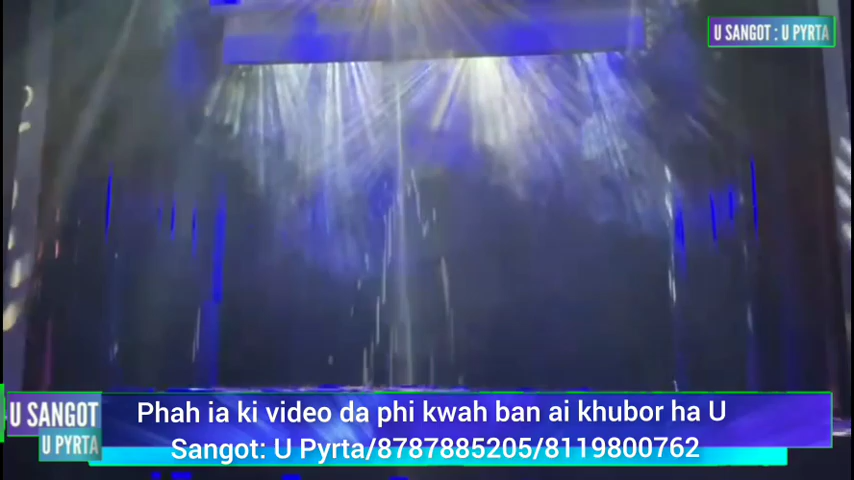 U SANGOT : U PYRTA
U SANGOT
U PYRTA
Phah ia ki video da phi kwah ban ai khubor ha U
Sangot: U Pyrta/8787885205/8119800762